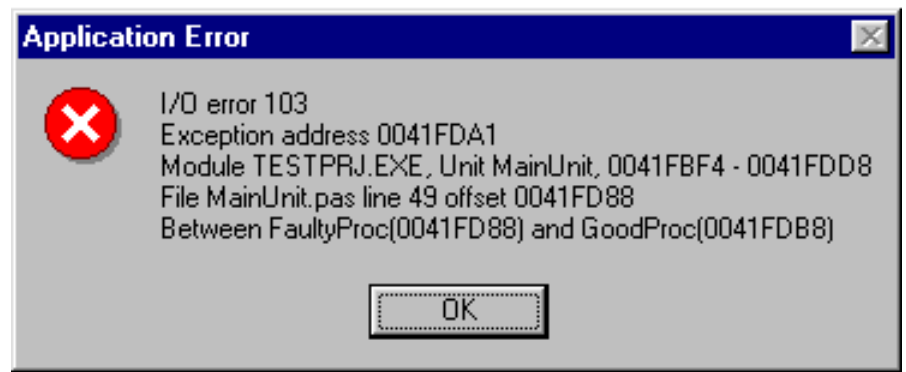 Application Error
I/O error 103
Exception address 0041FDA1
Module TESTPRJ.EXE, Unit MainUnit, 0041FBF4 - 0041FDD8
File MainUnit.pas line 49 offset 0041FD88
Between FaultyProc(0041FD88) and GoodProc(0041FDB8)
OK